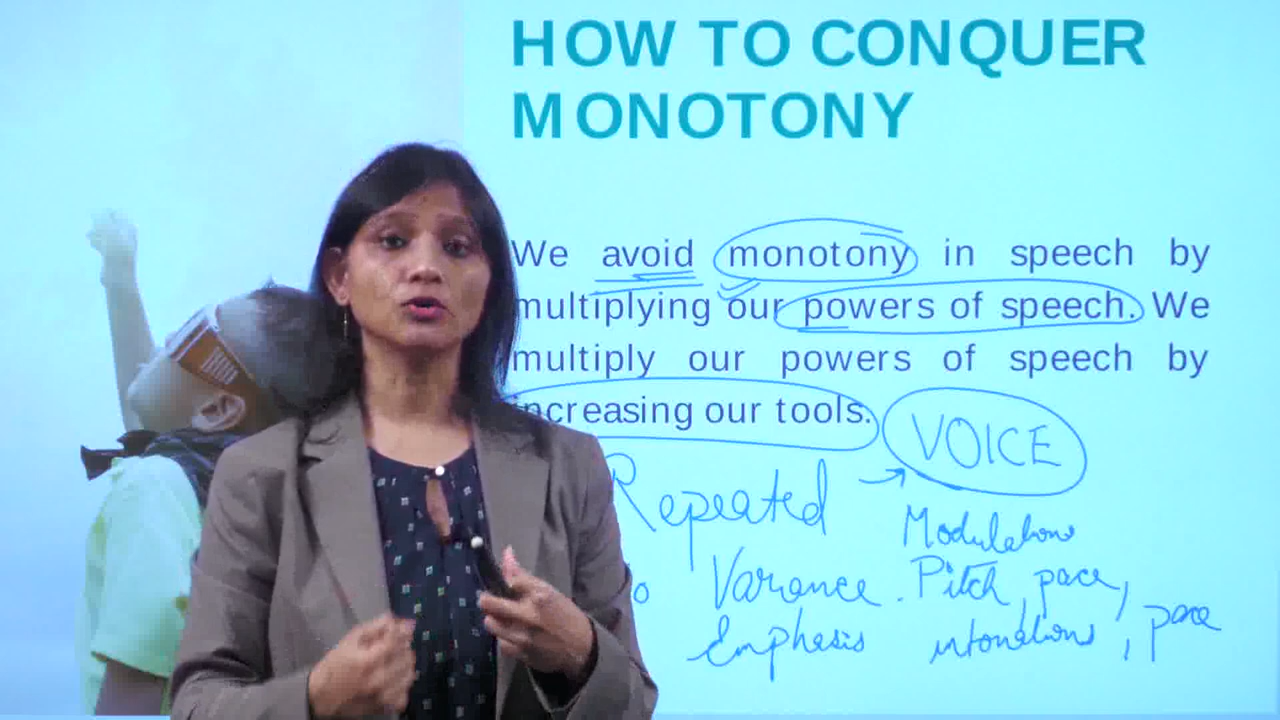 HOW TO CONQUER
MONOTONY
We avoid monotony in speech by
multiplying our powers of speech. We
multiply our powers of speech by
increasing our tools.
VOICE
Repeated
Modulations
Variance. Pitch, pace,
Emphasis intonations,